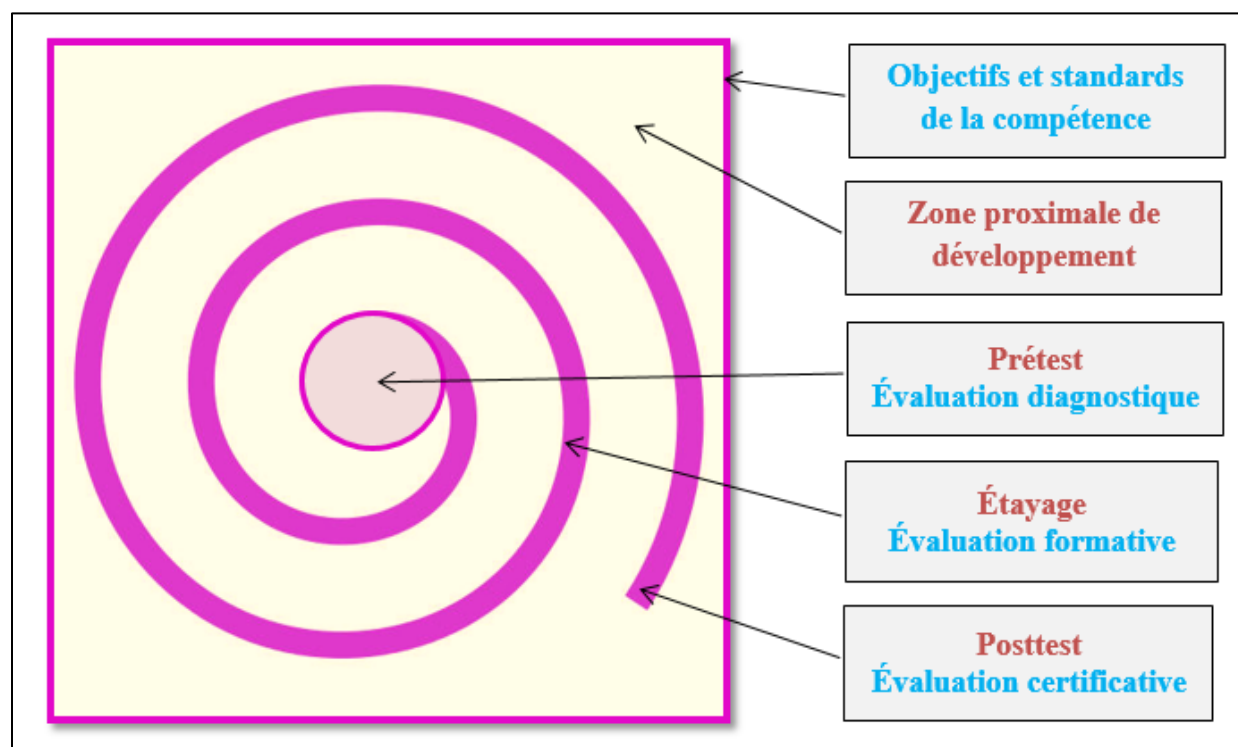 Objectifs et standards
de la compétence
Zone proximale de
développement
Prétest
Évaluation diagnostique
Étayage
Évaluation formative
Posttest
Évaluation certificative